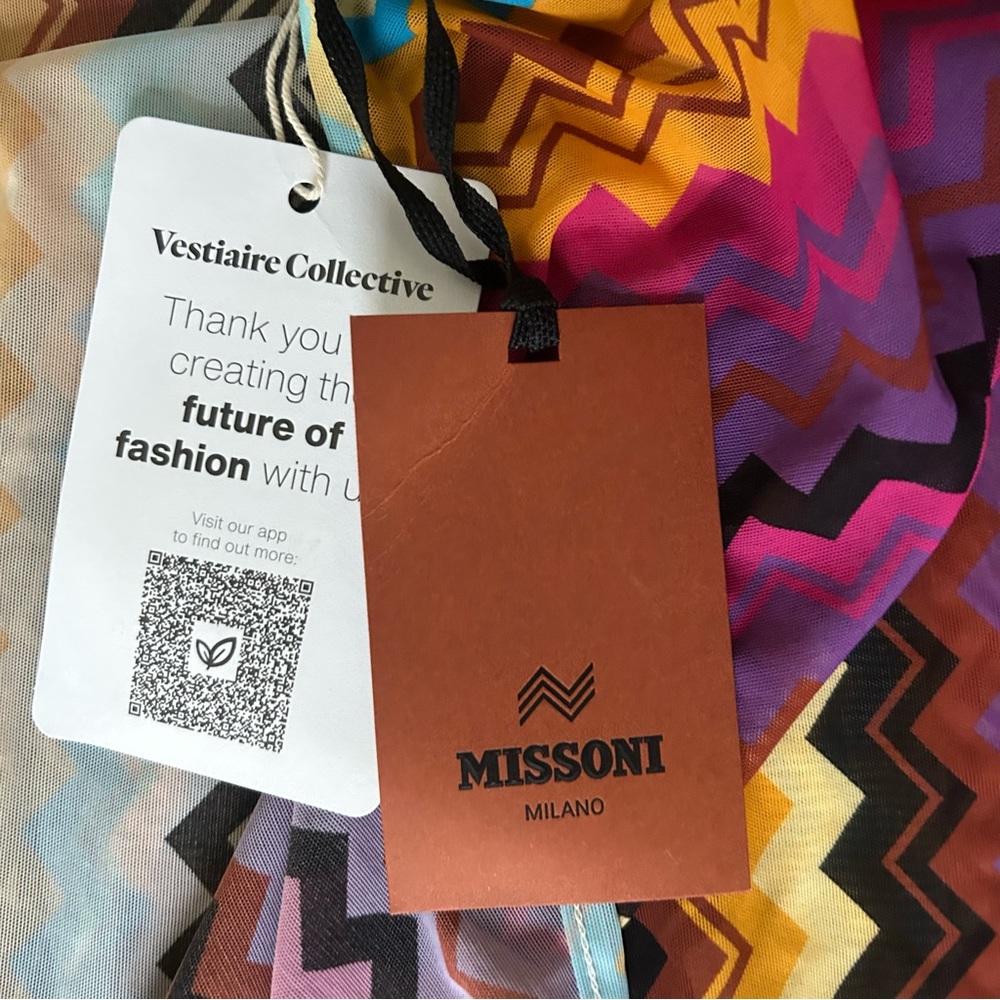 Vestiaire Collective
Thank you
creating th
future of
fashion with u
Visit our app
to find out more:
MISSONI
MILANO